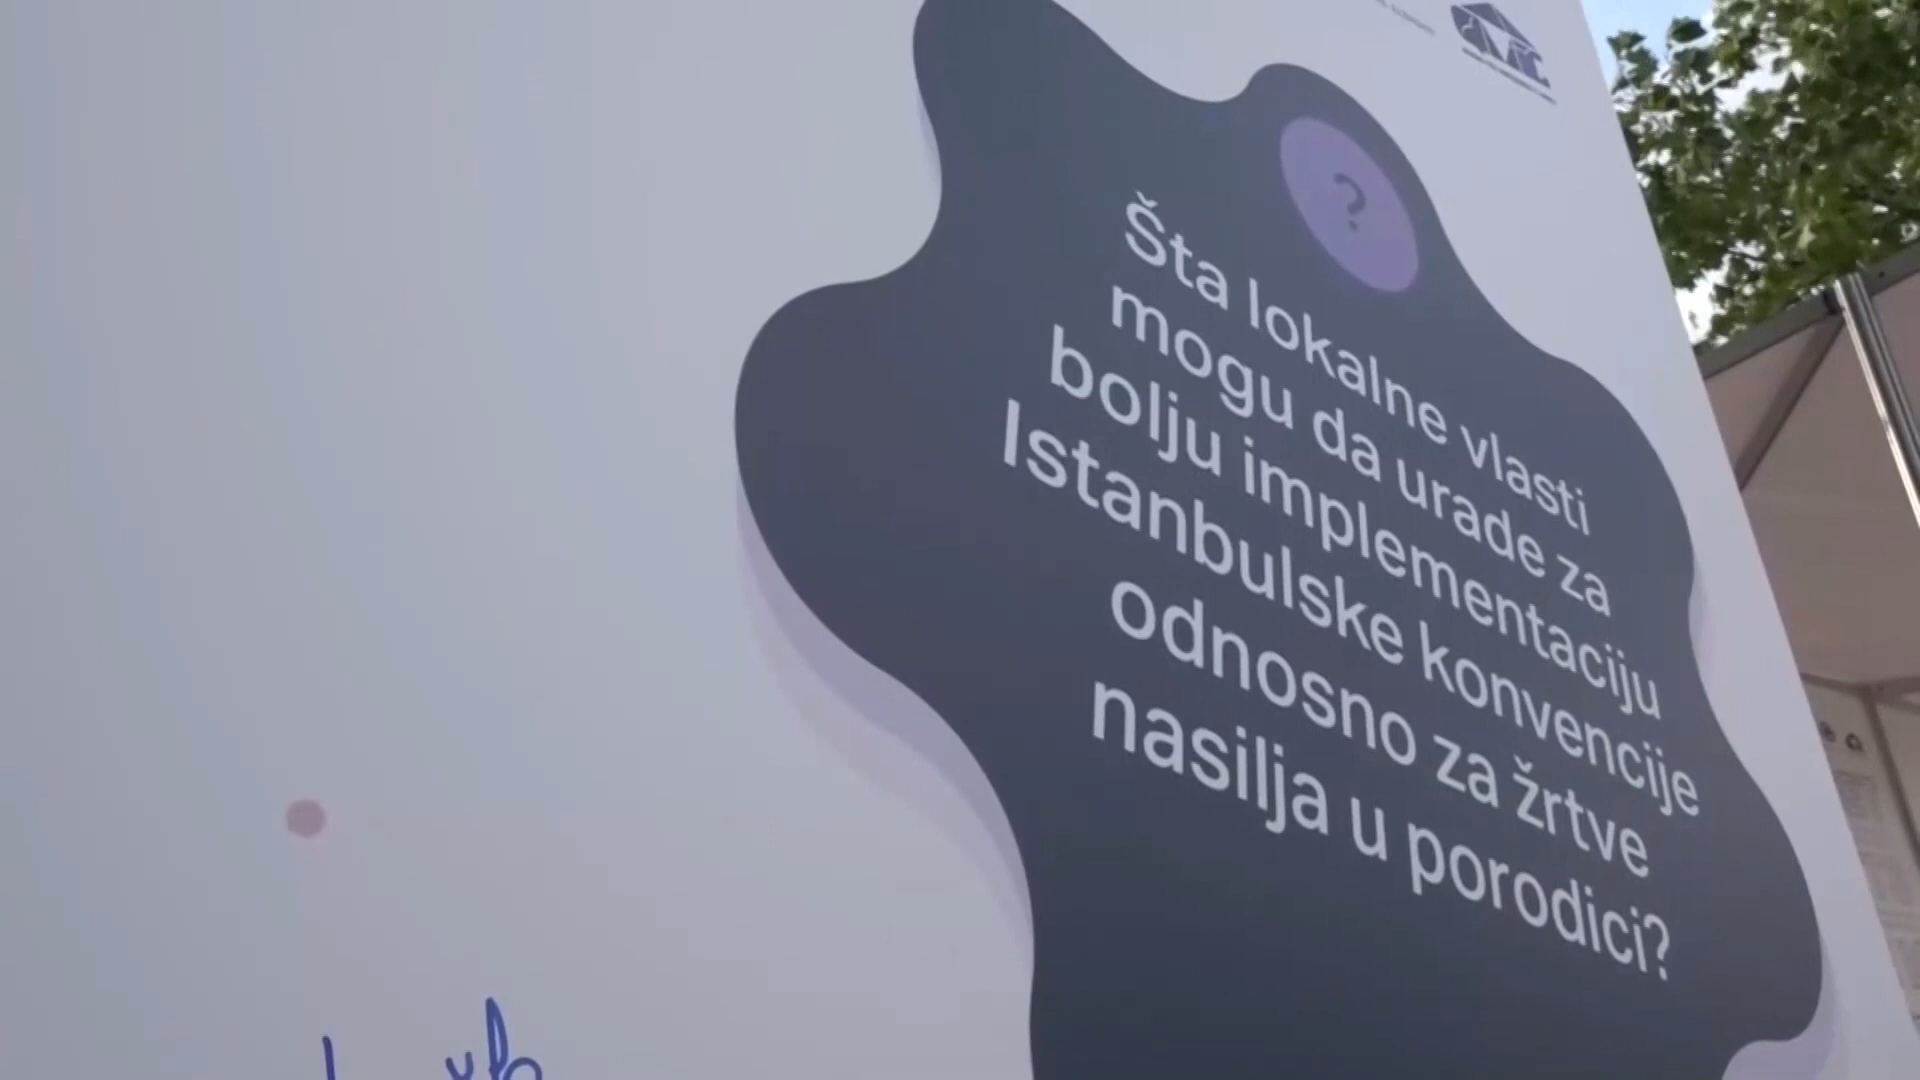 ?
Šta lokalne vlasti
mogu da urade za
bolju implementaciju
Istanbulske konvencije
odnosno za žrtve
nasilja u porodici?